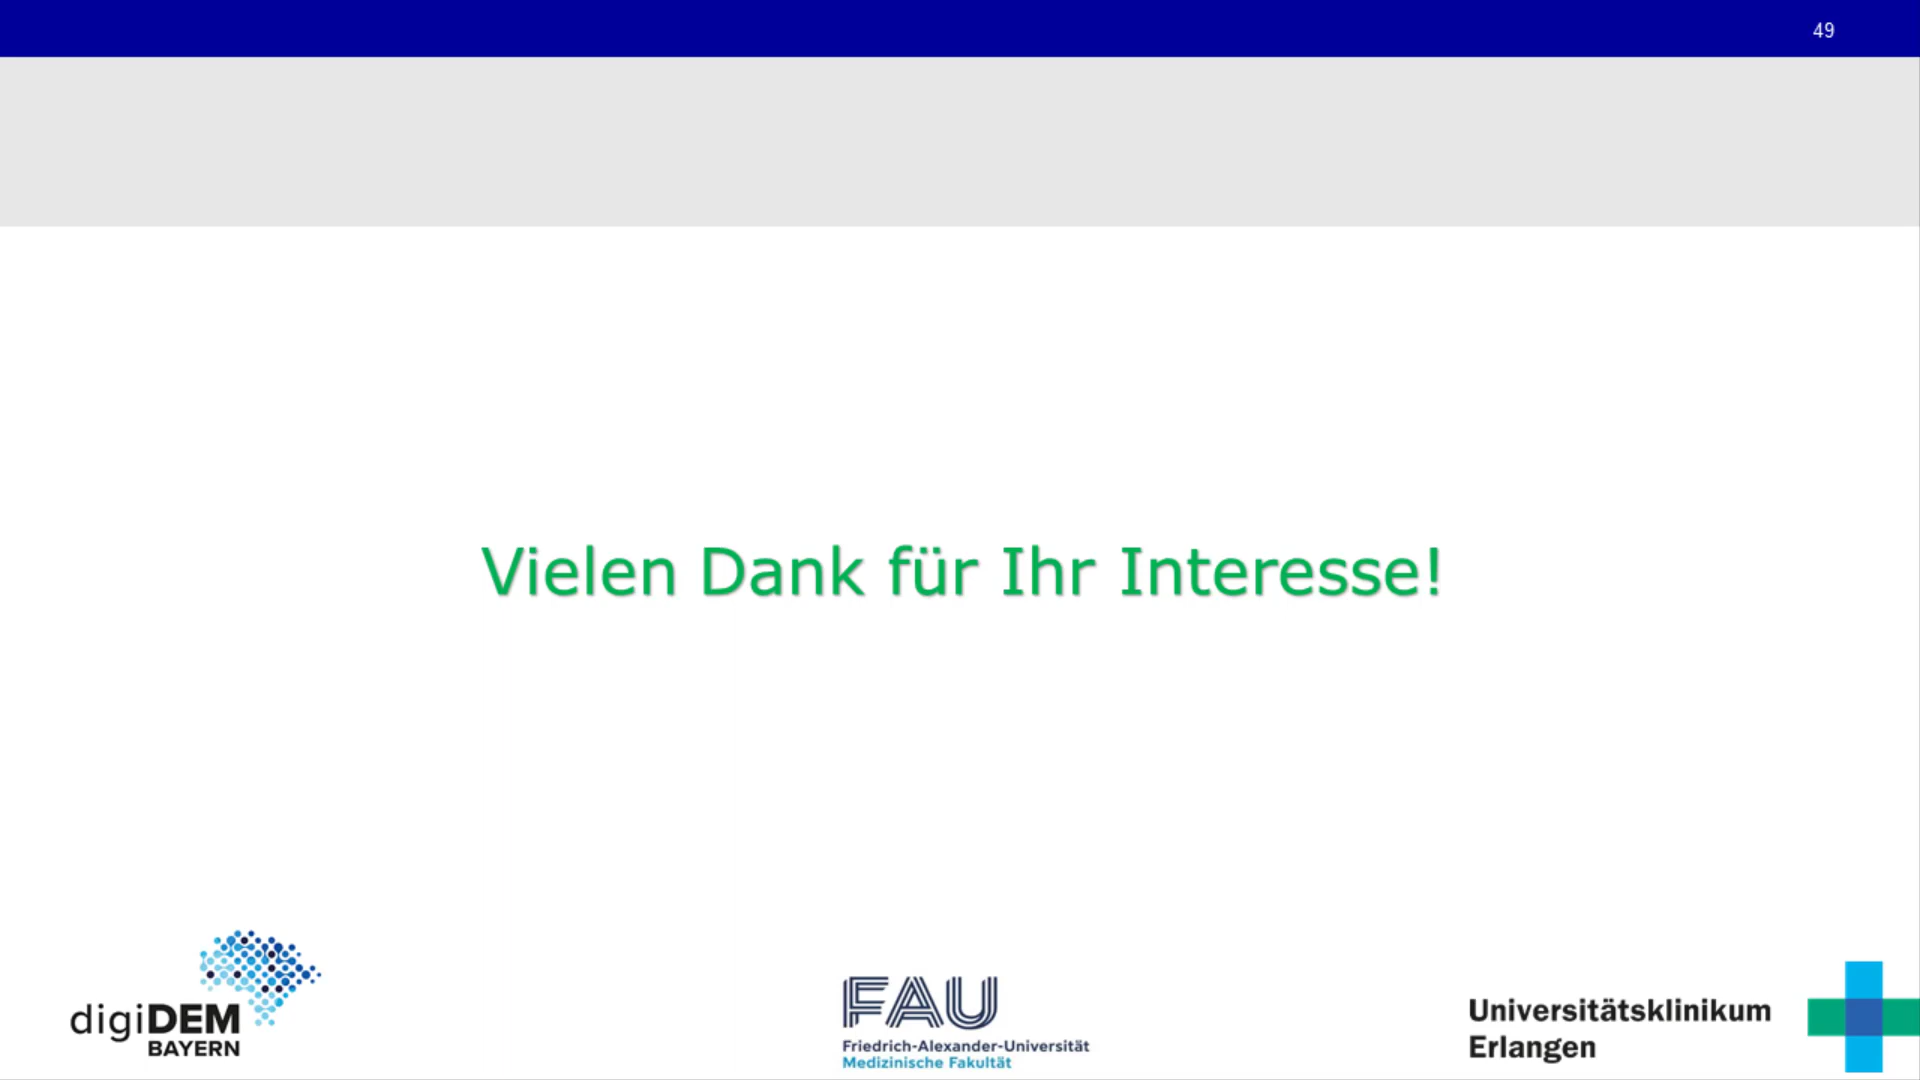 49
Vielen Dank für Ihr Interesse!
digiDEM
BAYERN
FAU
Friedrich-Alexander-Universität
Medizinische Fakultät
Universitätsklinikum
Erlangen